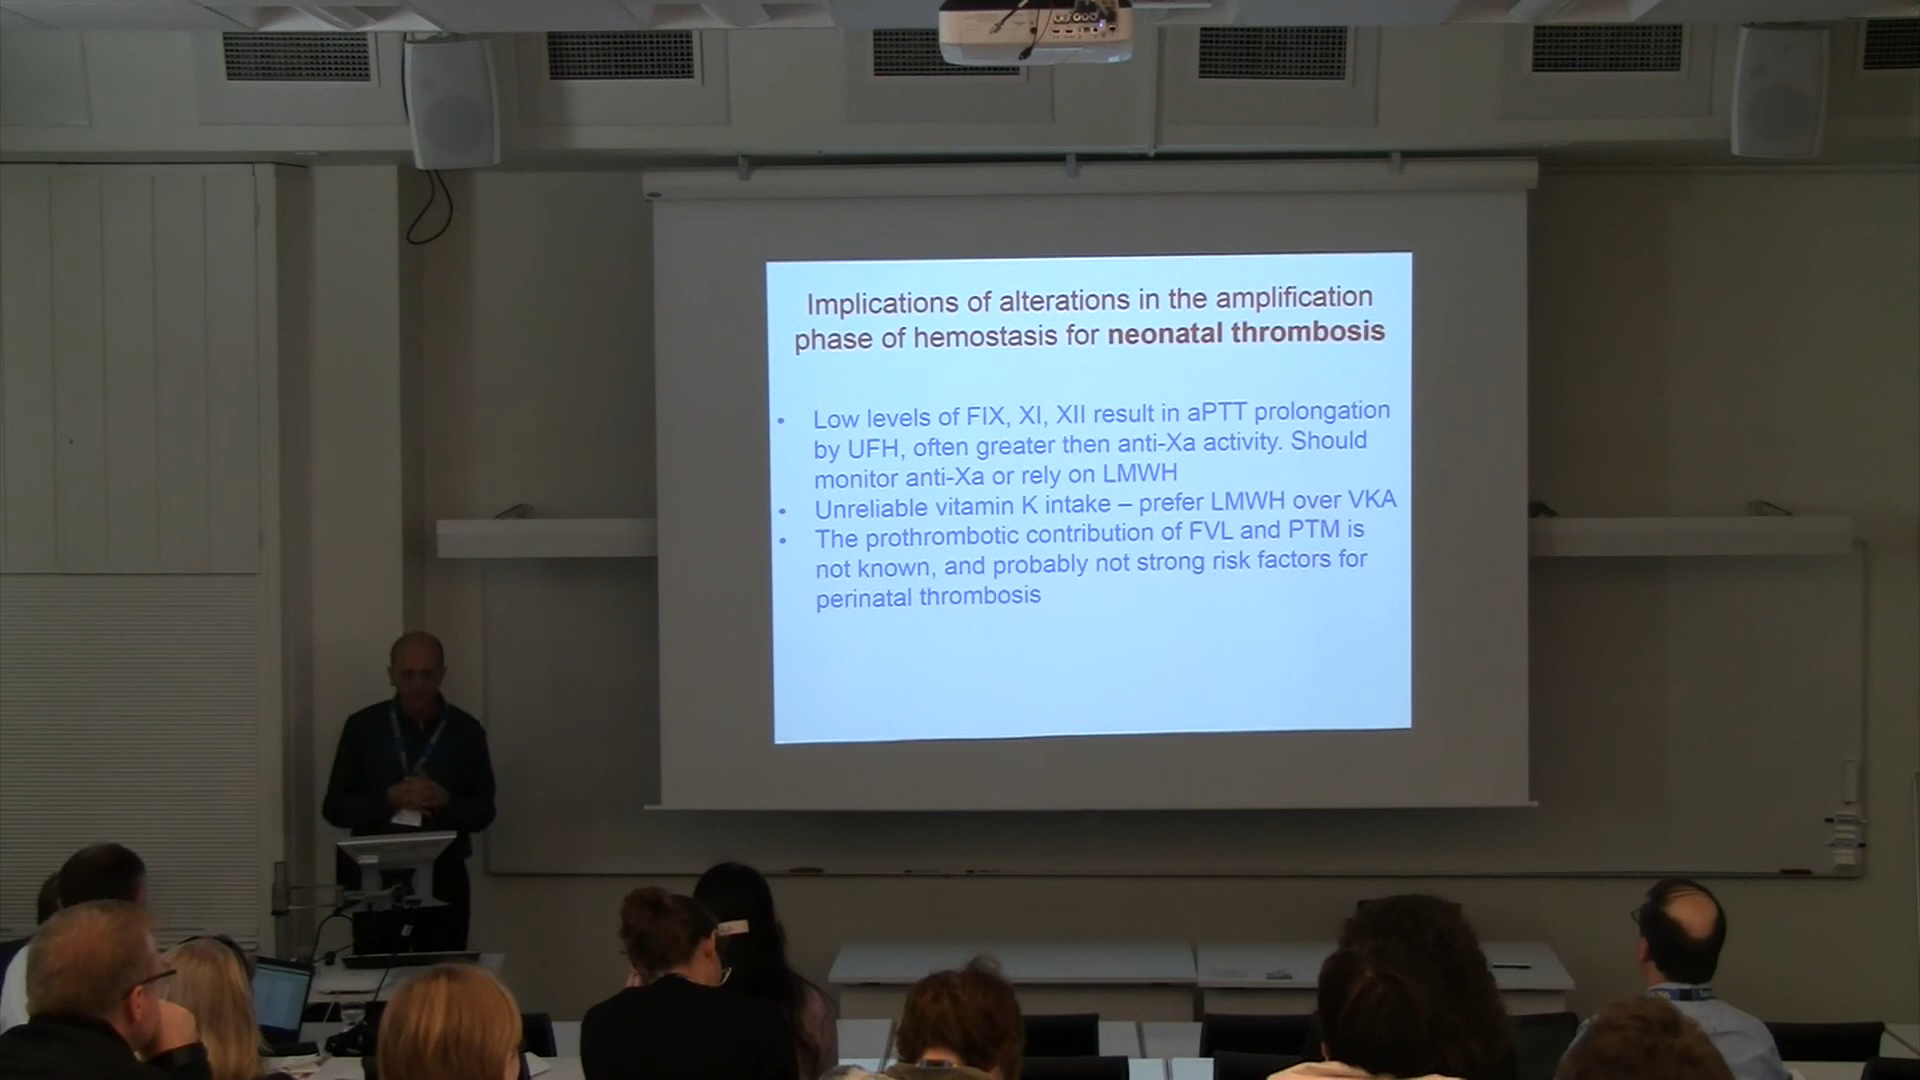 Implications of alterations in the amplification
phase of hemostasis for neonatal thrombosis
• Low levels of FIX, XI, XII result in aPTT prolongation
by UFH, often greater then anti-Xa activity. Should
monitor anti-Xa or rely on LMWH
• Unreliable vitamin K intake – prefer LMWH over VKA
• The prothrombotic contribution of FVL and PTM is
not known, and probably not strong risk factors for
perinatal thrombosis